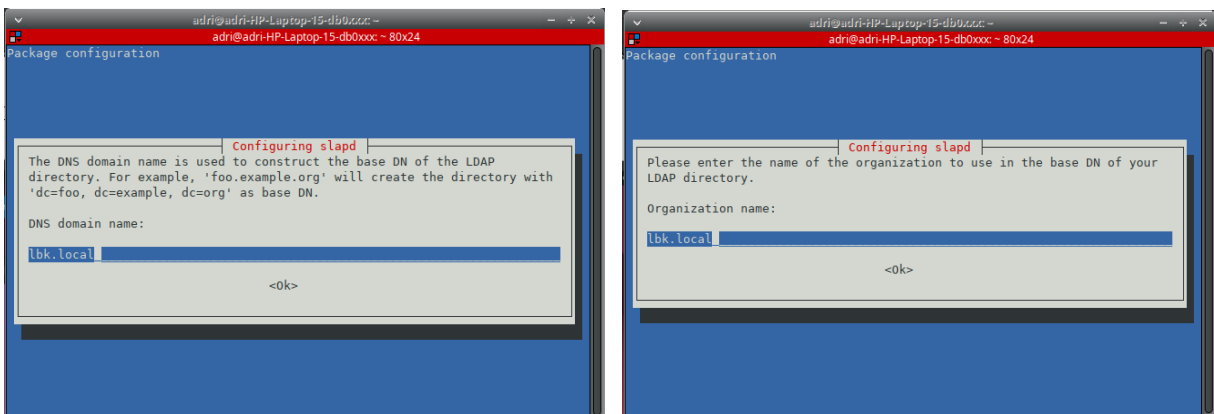 adri@adri-HP-Laptop-15-db0xxx: ~
adri@adri-HP-Laptop-15-db0xxx: ~ 80x24
Package configuration
Configuring slapd
The DNS domain name is used to construct the base DN of the LDAP
directory. For example, 'foo.example.org' will create the directory with
'dc=foo, dc=example, dc=org' as base DN.
DNS domain name:
lbk.local
<Ok>
adri@adri-HP-Laptop-15-db0xxx: ~
adri@adri-HP-Laptop-15-db0xxx: ~ 80x24
Package configuration
Configuring slapd
Please enter the name of the organization to use in the base DN of your
LDAP directory.
Organization name:
lbk.local
<Ok>